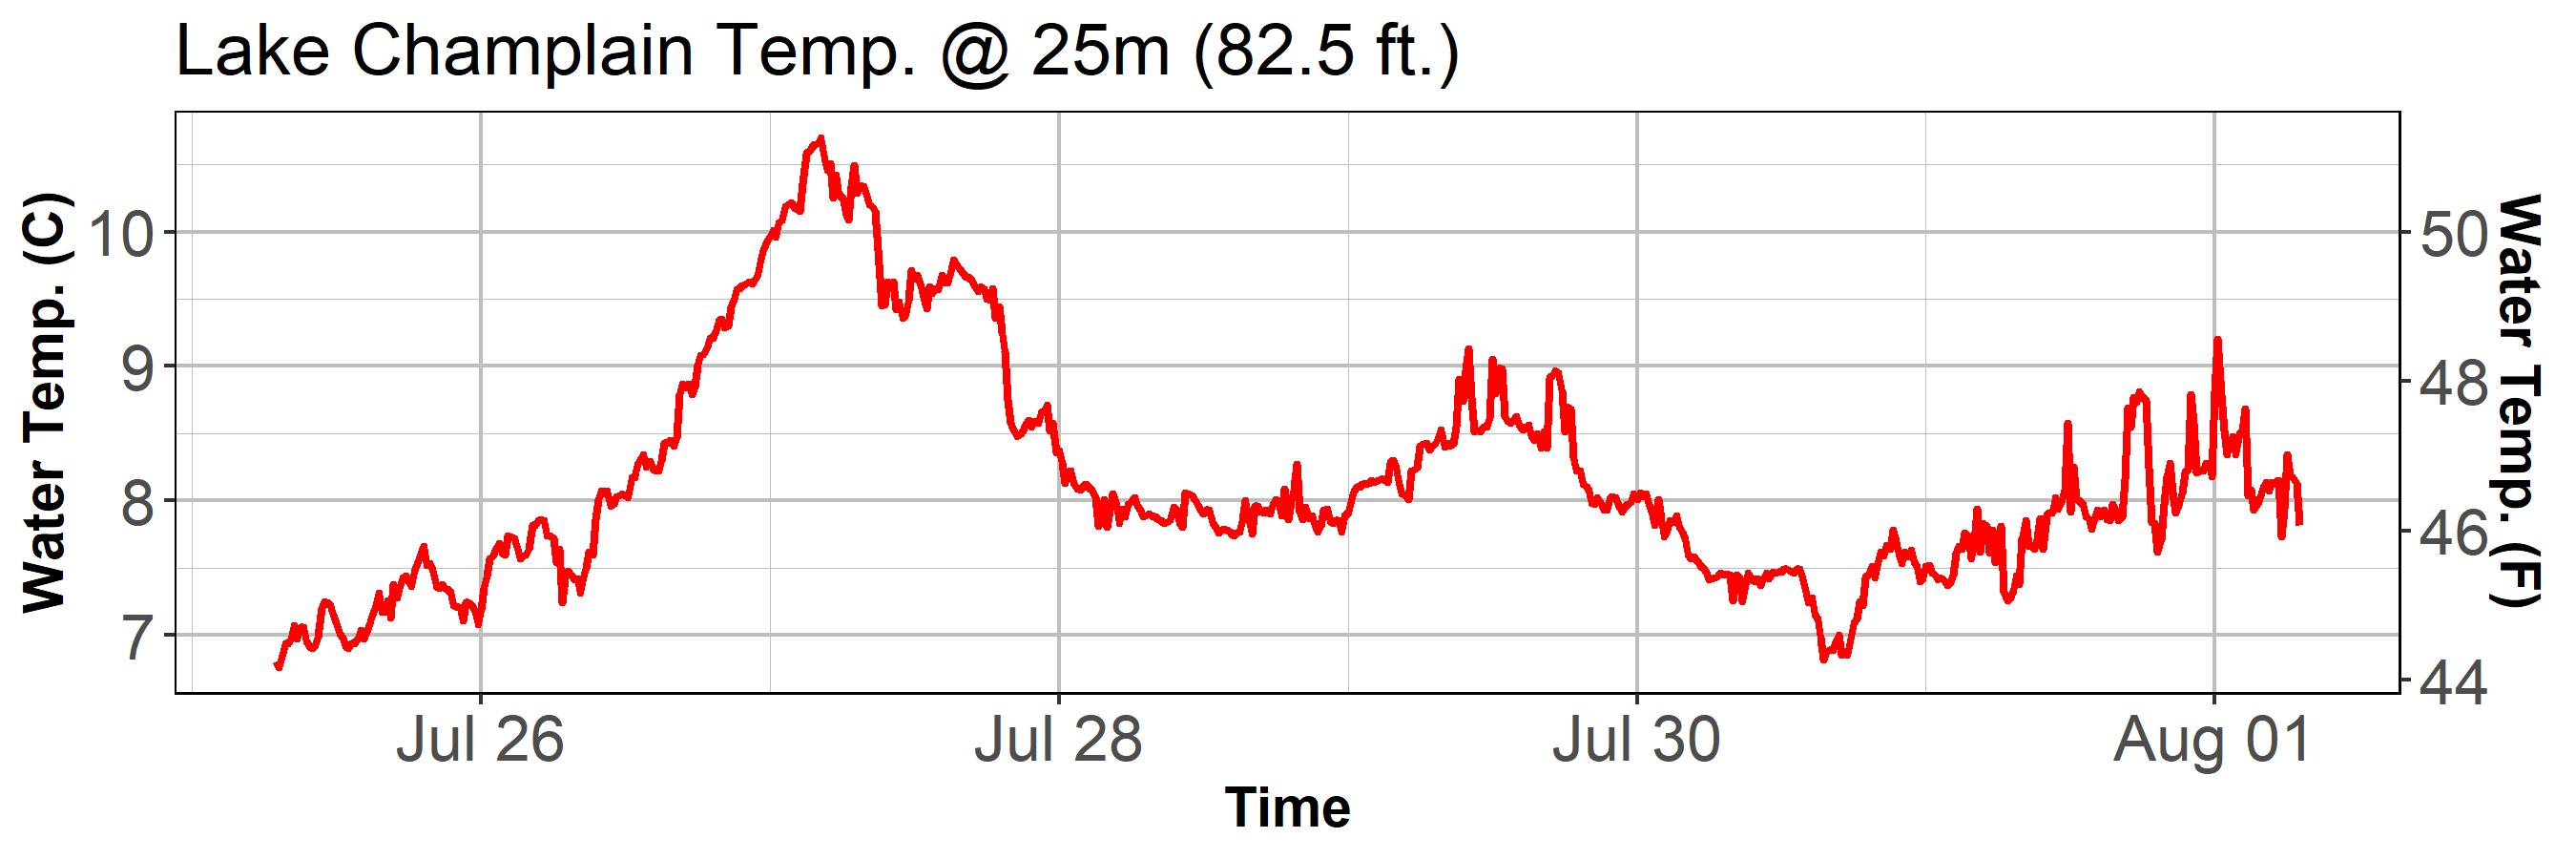 Lake Champlain Temp. @ 25m (82.5 ft.)
Water Temp. (C)
10
9
8
7
50
48
46
44
Water Temp. (F)
Jul 26
Jul 28
Jul 30
Aug 01
Time